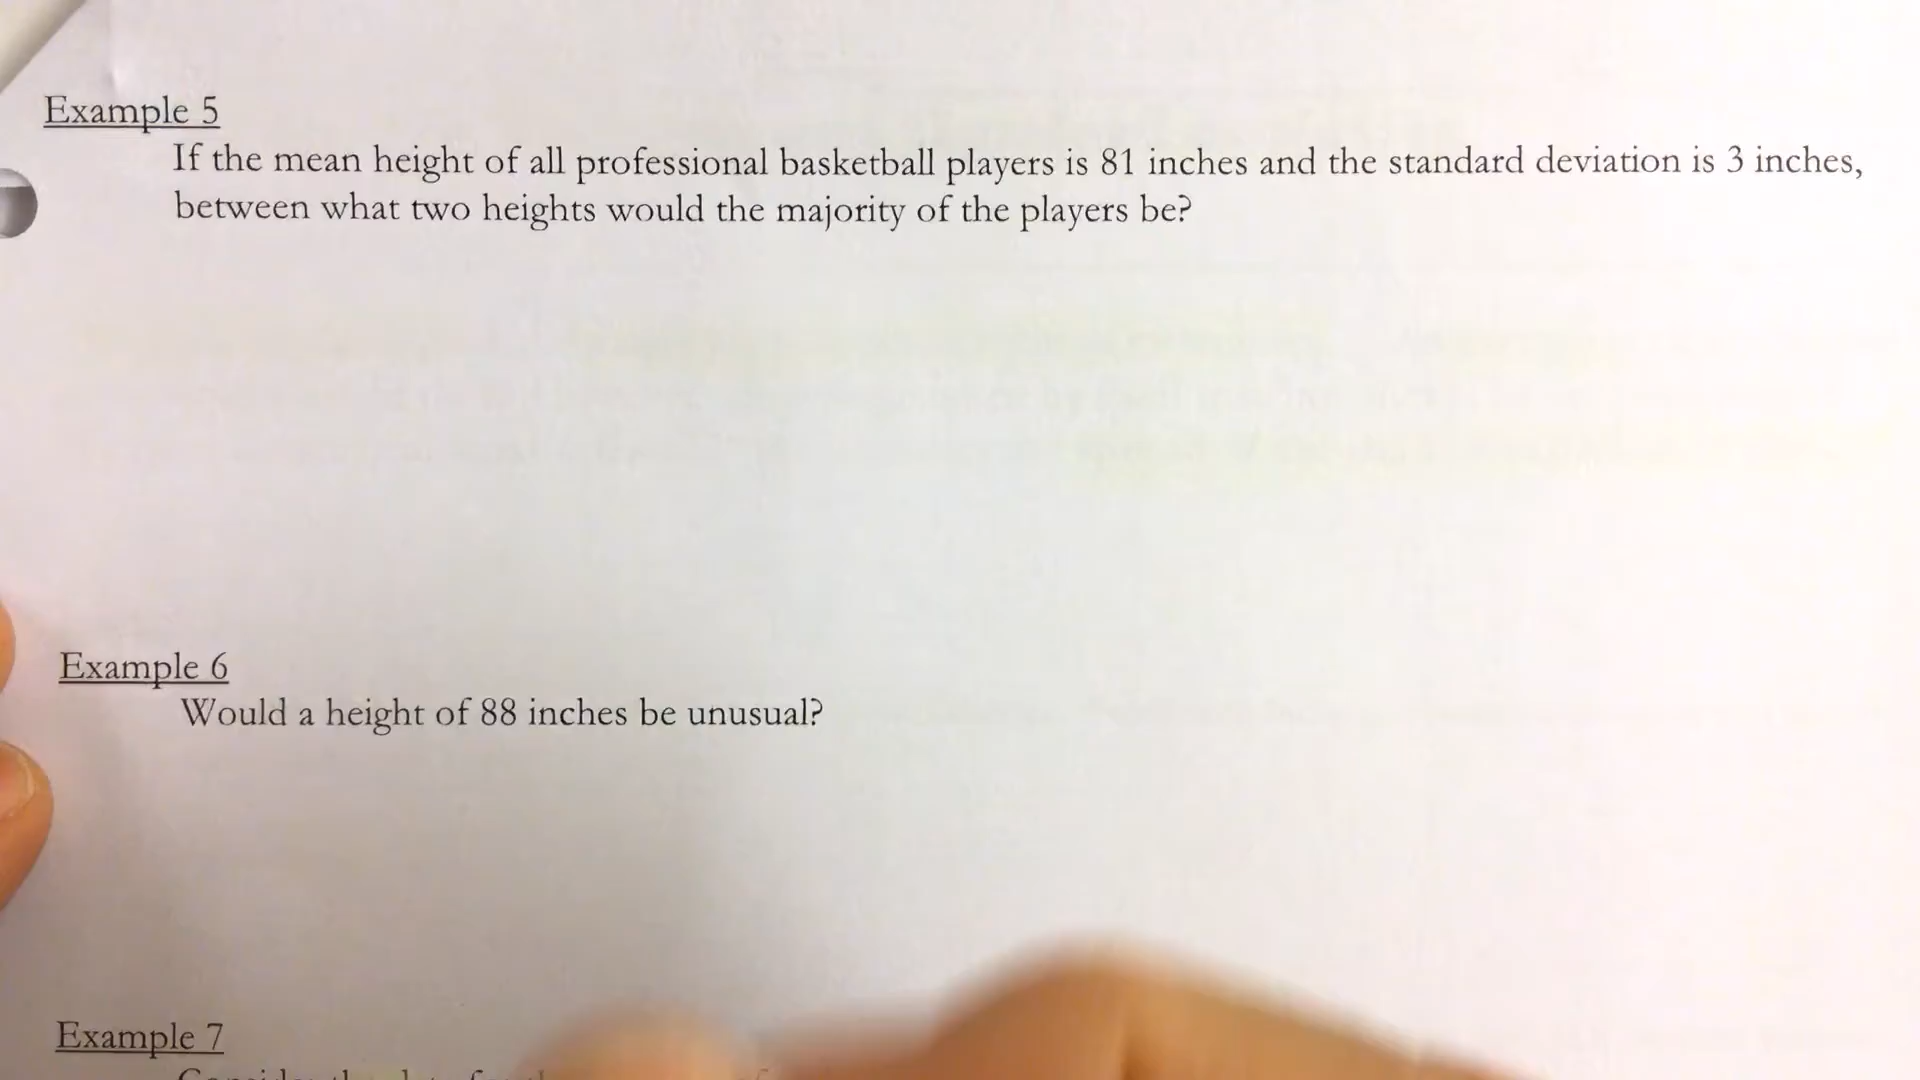 Example 5
If the mean height of all professional basketball players is 81 inches and the standard deviation is 3 inches,
between what two heights would the majority of the players be?
Example 6
Would a height of 88 inches be unusual?
Example 7